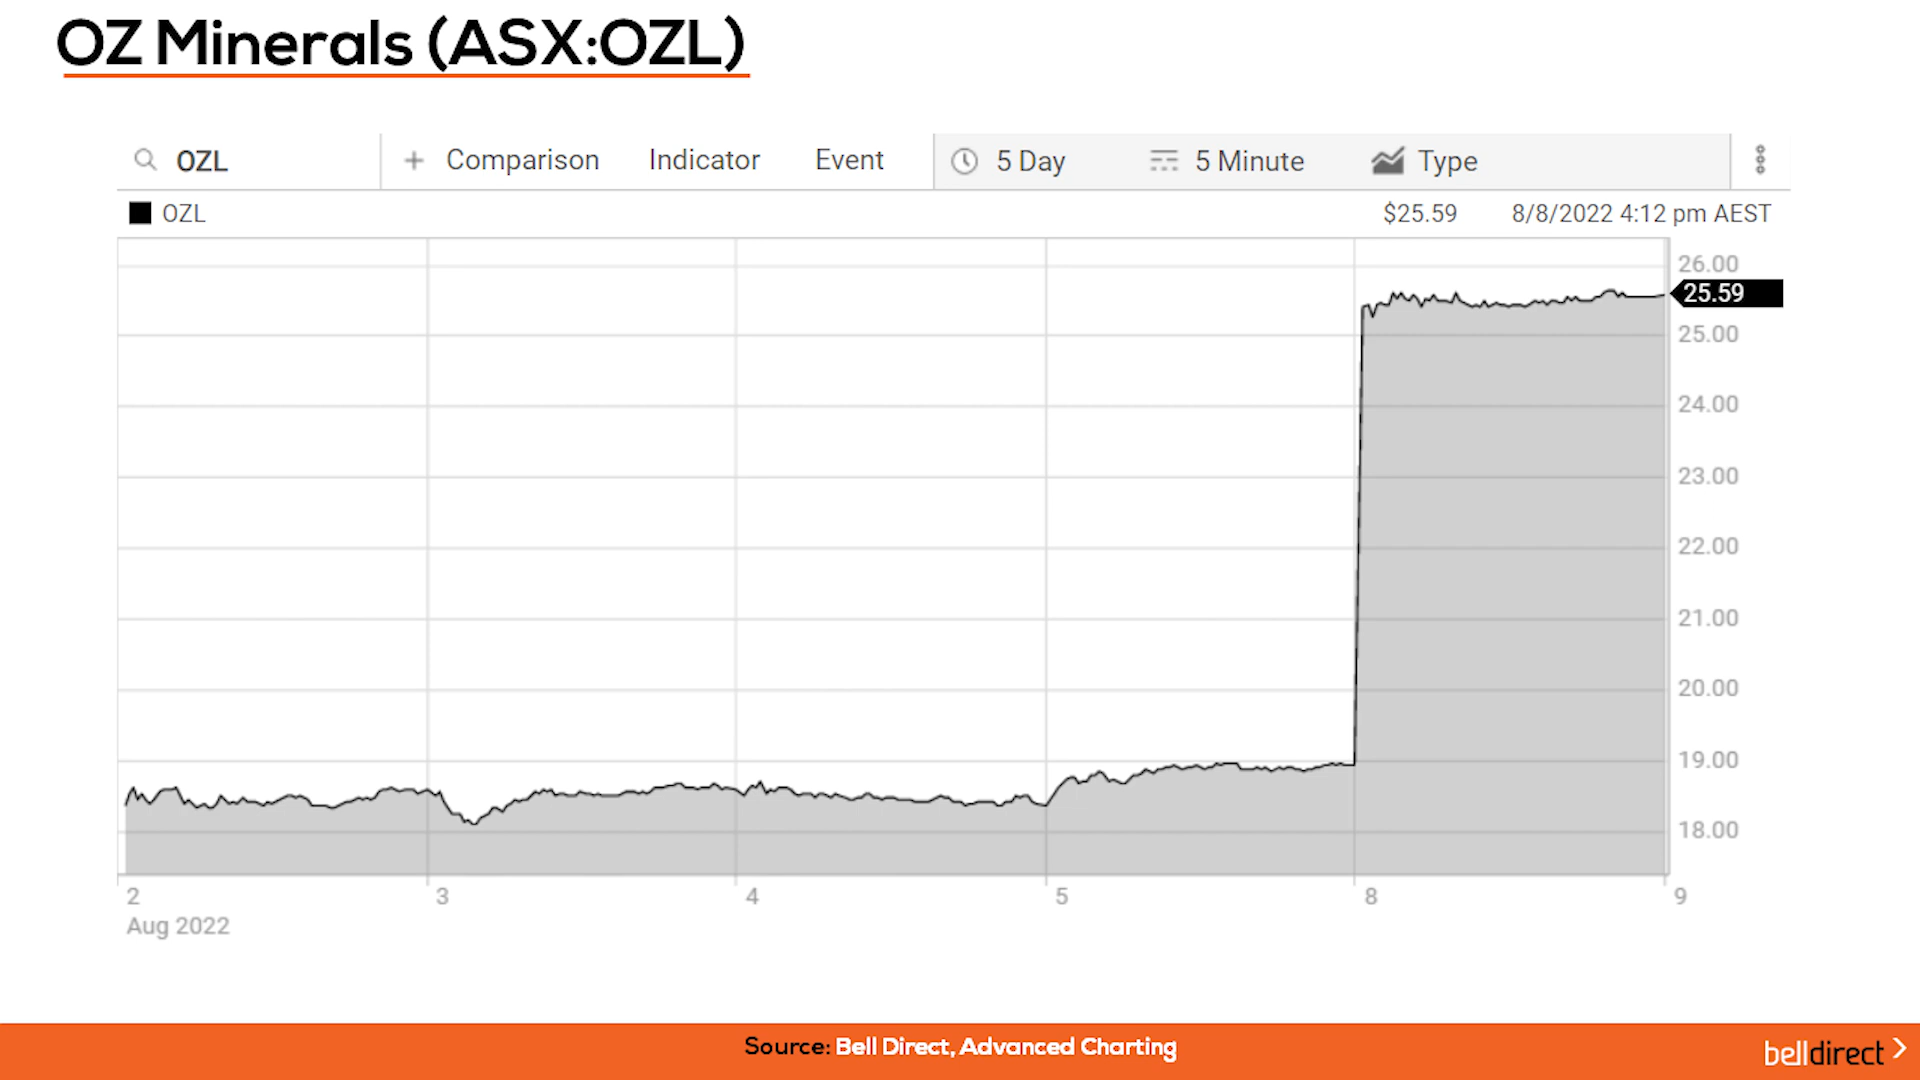 OZ Minerals (ASX:OZL)
OZL
+ Comparison Indicator Event 5 Day 5 Minute Type
OZL $25.59 8/8/2022 4:12 pm AEST
26.00
25.59
25.00
24.00
23.00
22.00
21.00
20.00
19.00
18.00
2 3 4 5 8 9
Aug 2022
Source: Bell Direct, Advanced Charting
belldirect